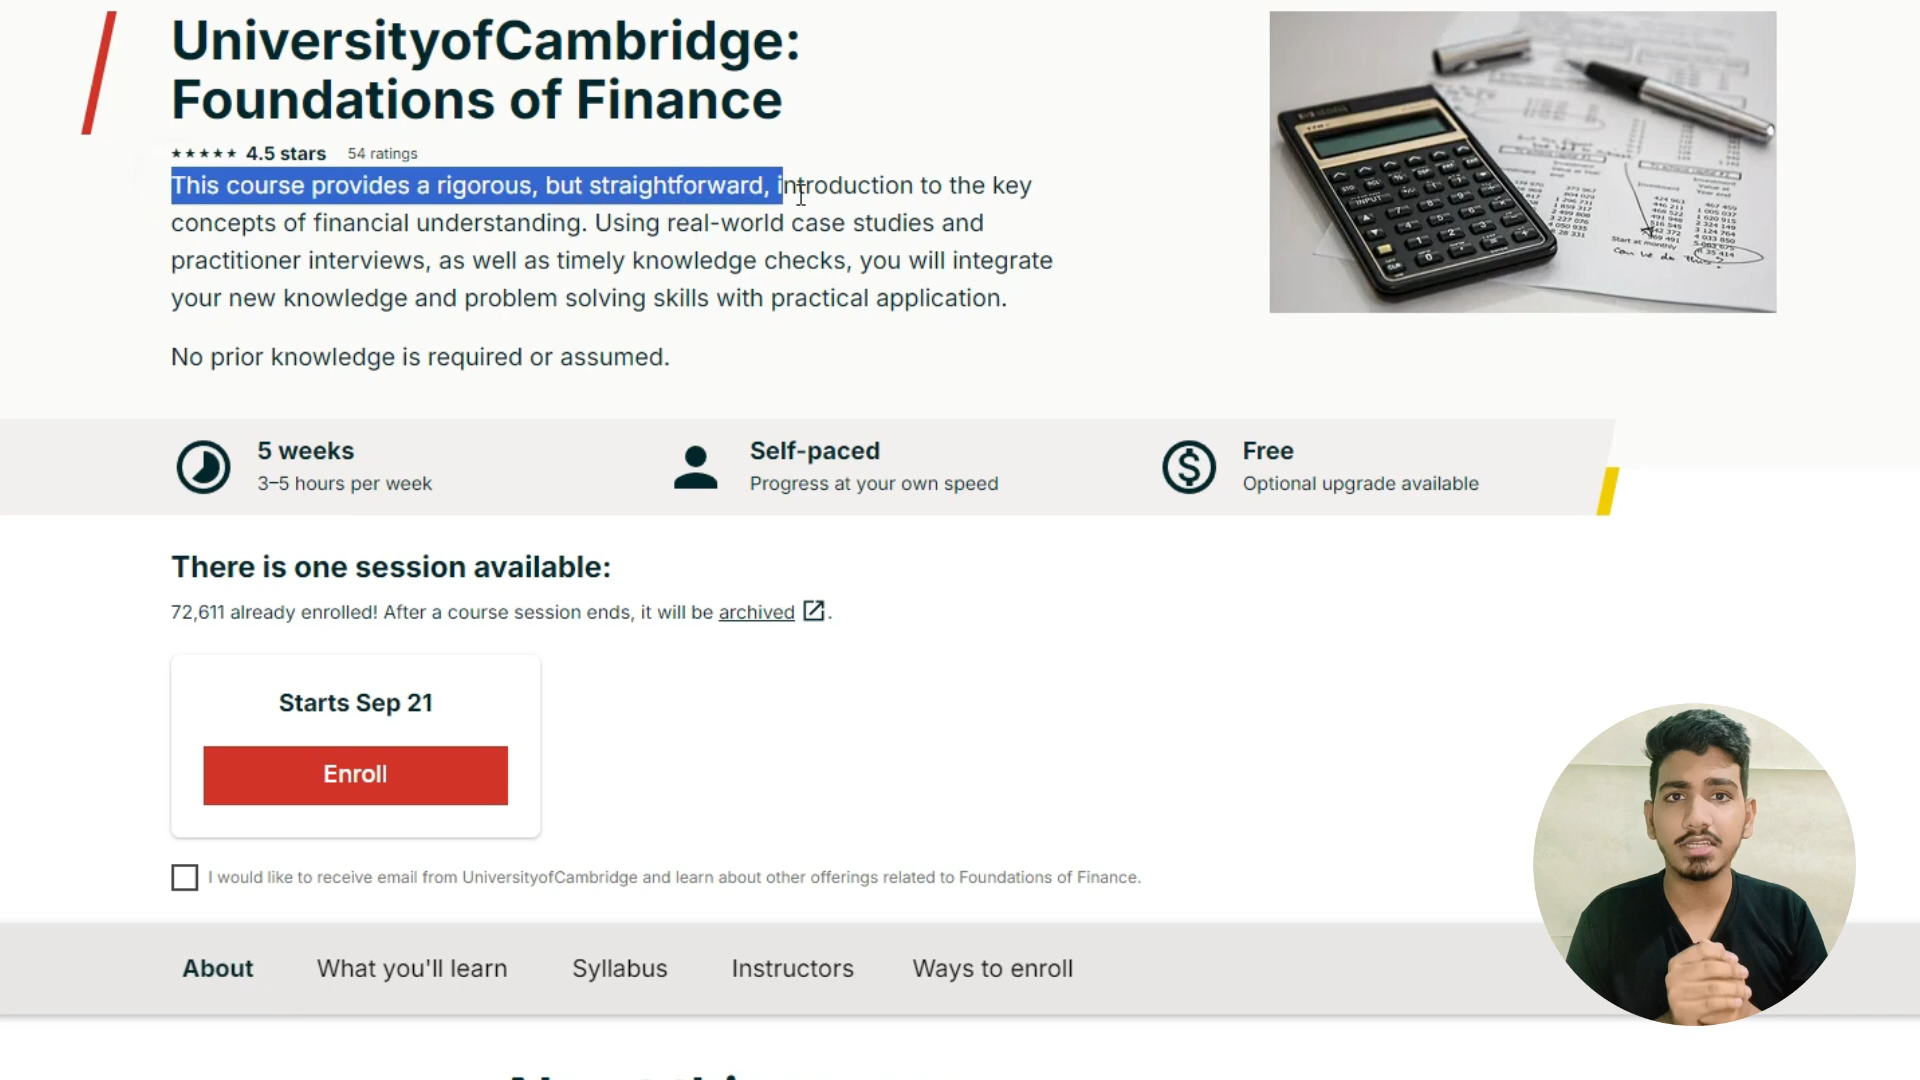 UniversityofCambridge:
Foundations of Finance
4.5 stars 54 ratings
This course provides a rigorous, but straightforward, introduction to the key
concepts of financial understanding. Using real-world case studies and
practitioner interviews, as well as timely knowledge checks, you will integrate
your new knowledge and problem solving skills with practical application.
No prior knowledge is required or assumed.
5 weeks
3–5 hours per week
Self-paced
Progress at your own speed
Free
Optional upgrade available
There is one session available:
72,611 already enrolled! After a course session ends, it will be archived.
Starts Sep 21
Enroll
I would like to receive email from UniversityofCambridge and learn about other offerings related to Foundations of Finance.
About What you'll learn Syllabus Instructors Ways to enroll